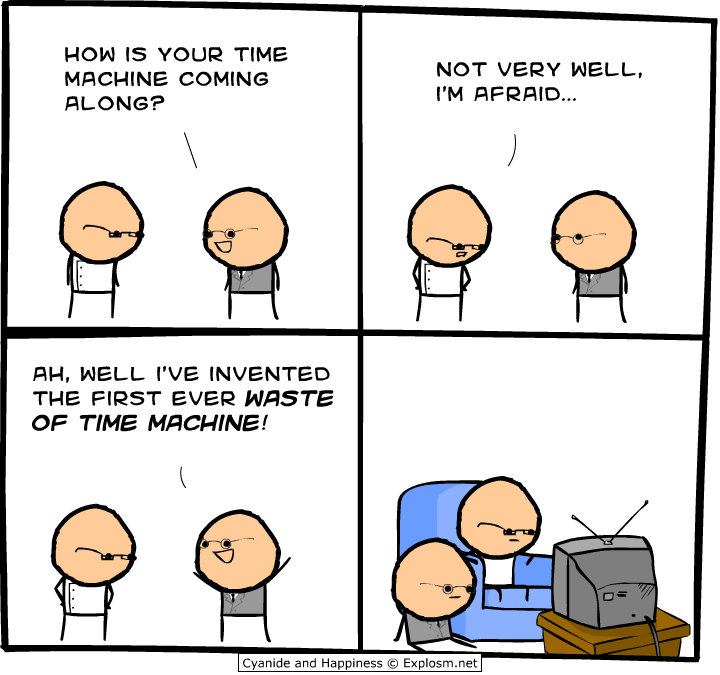 HOW IS YOUR TIME
MACHINE COMING
ALONG?
NOT VERY WELL,
I'M AFRAID...
AH, WELL I'VE INVENTED
THE FIRST EVER WASTE
OF TIME MACHINE!
Cyanide and Happiness © Explosm.net